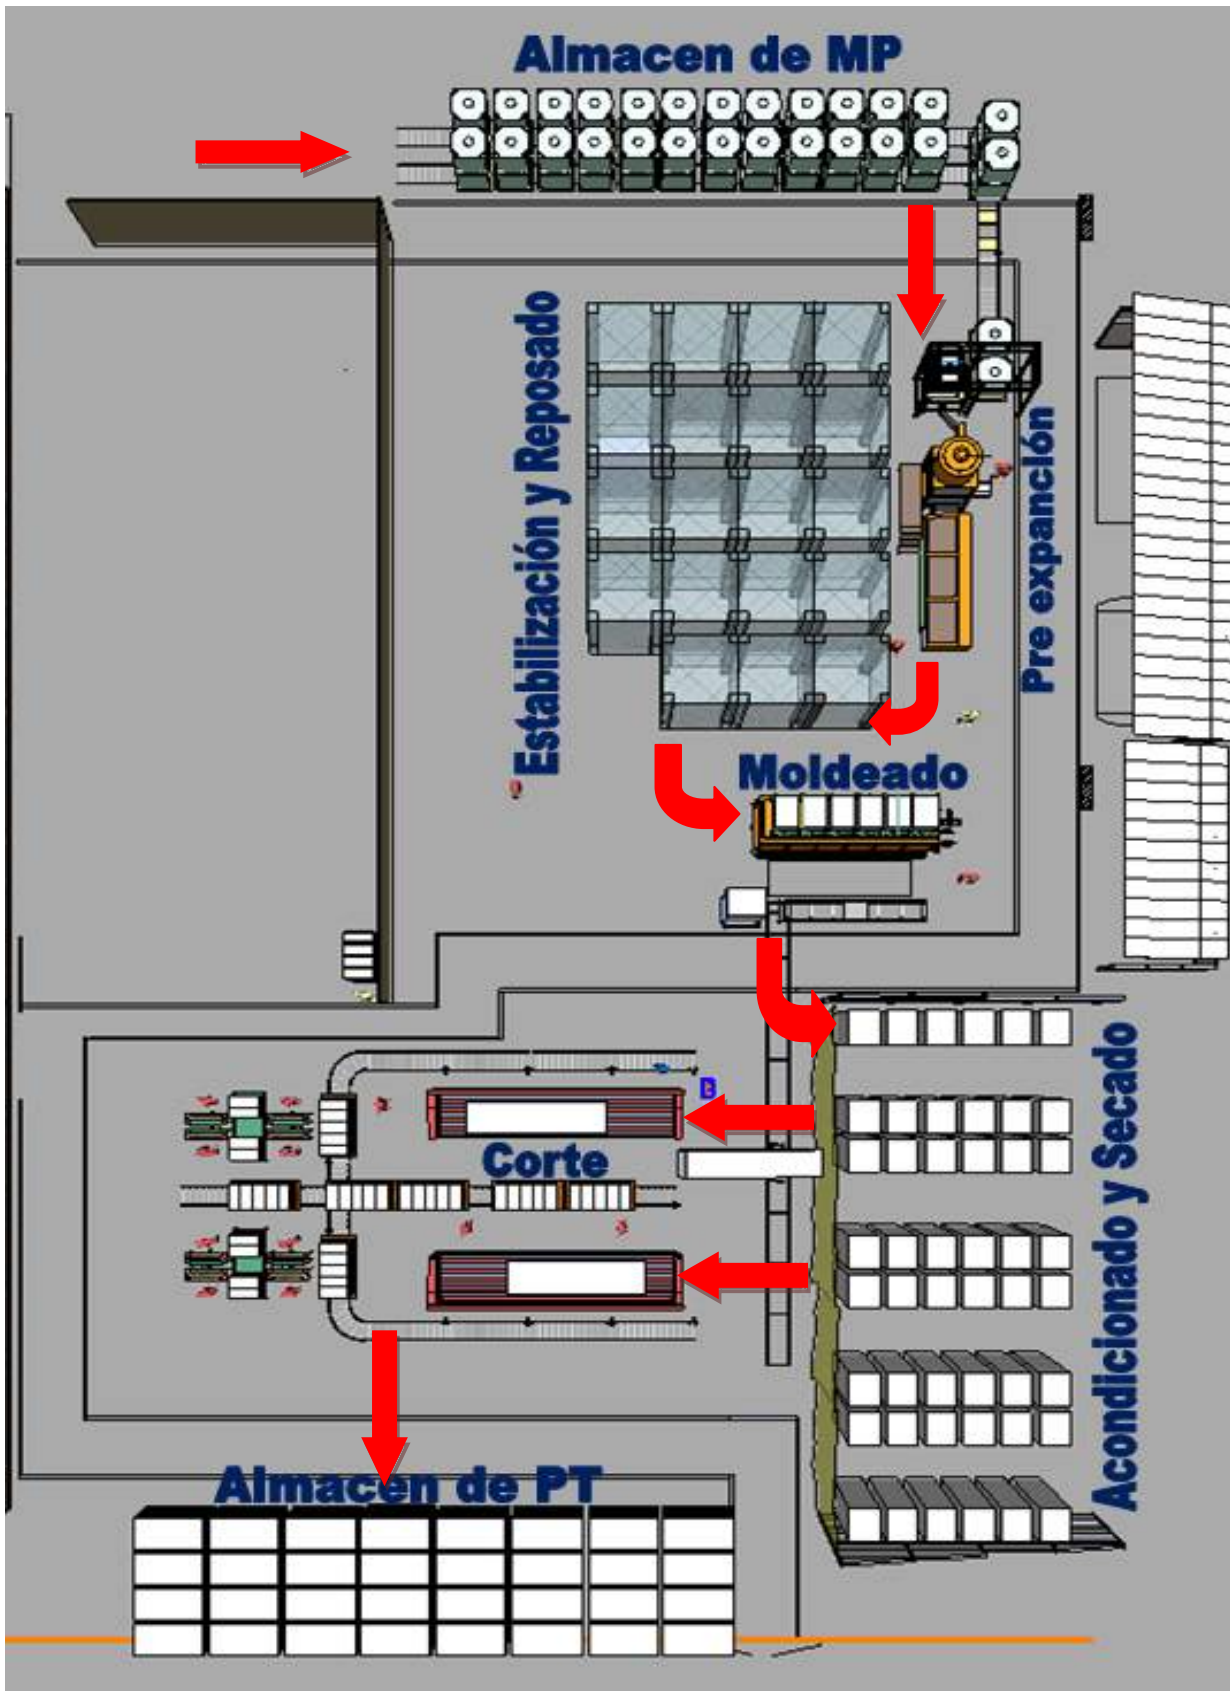 Almacen de MP
Estabilización y Reposado
Pre expanción
Moldeado
B
Corte
Acondicionado y Secado
Almacen de PT